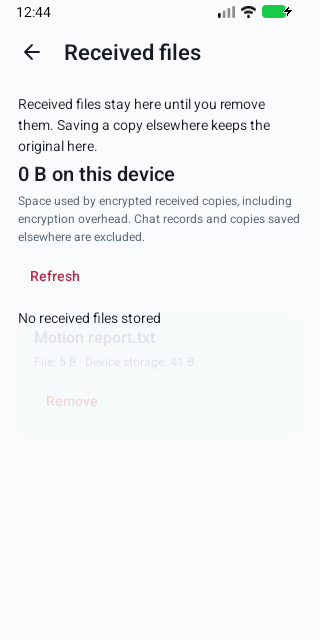 12:44
Received files
Received files stay here until you remove
them. Saving a copy elsewhere keeps the
original here.
0 B on this device
Space used by encrypted received copies, including
encryption overhead. Chat records and copies saved
elsewhere are excluded.
Refresh
No received files stored
Motion report.txt
File: 5 B · Device storage: 41 B
Remove